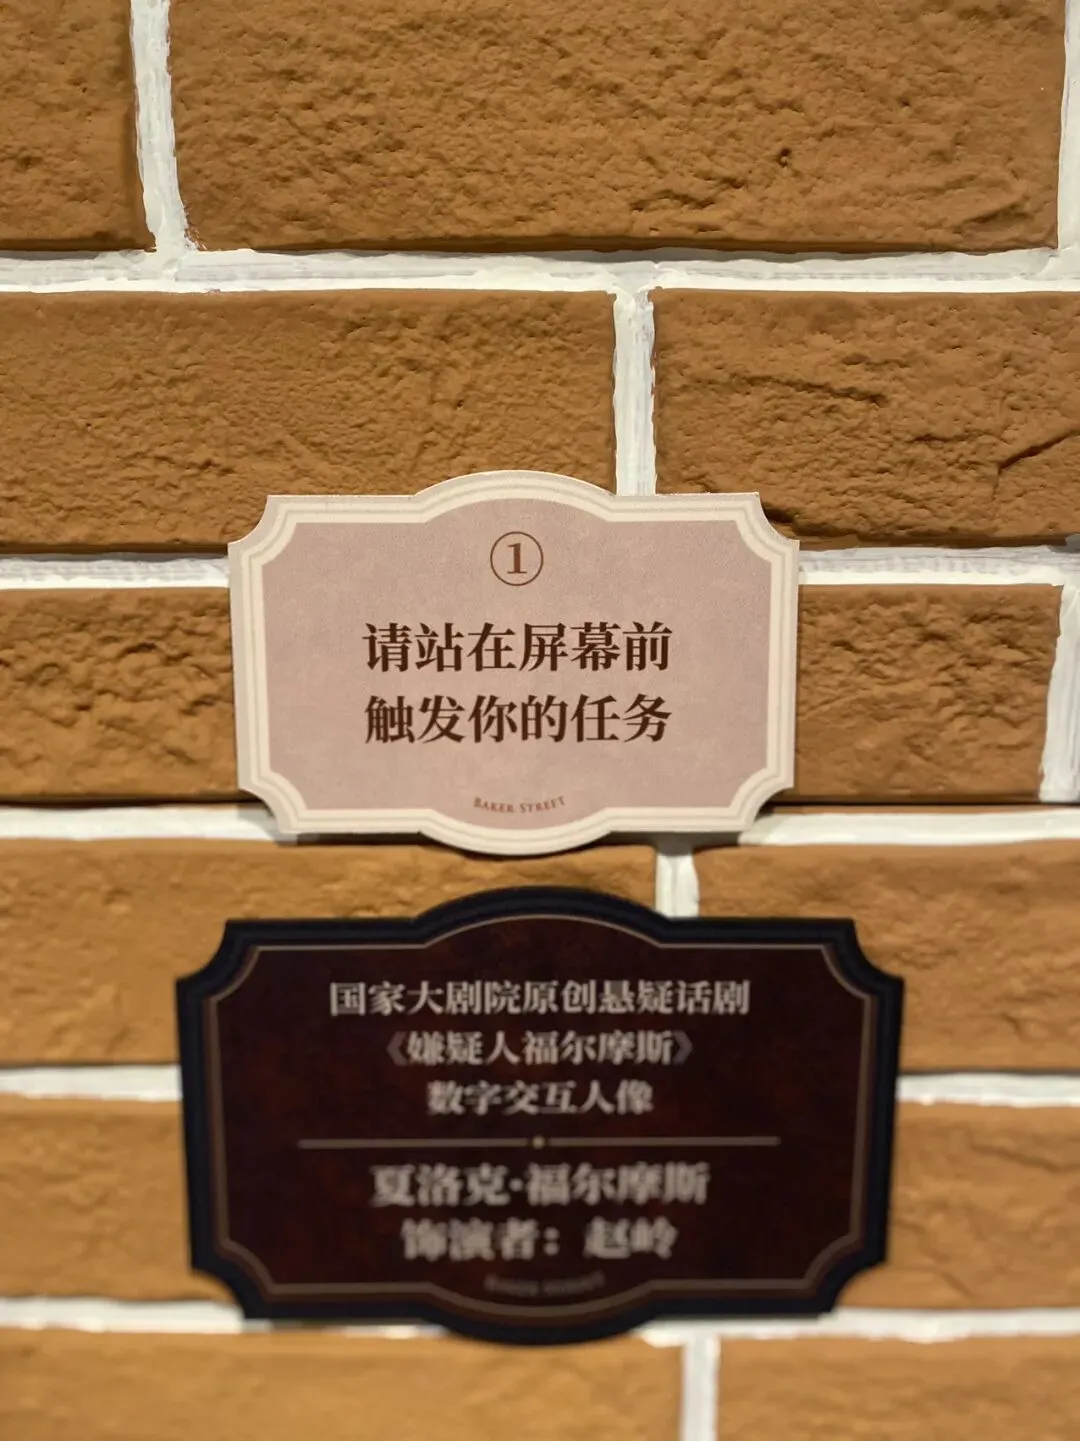 ①
请站在屏幕前
触发你的任务
BAKER STREET
国家大剧院原创悬疑话剧
《嫌疑人福尔摩斯》
数字交互人像
夏洛克·福尔摩斯
饰演者：赵岭
BAKER STREET